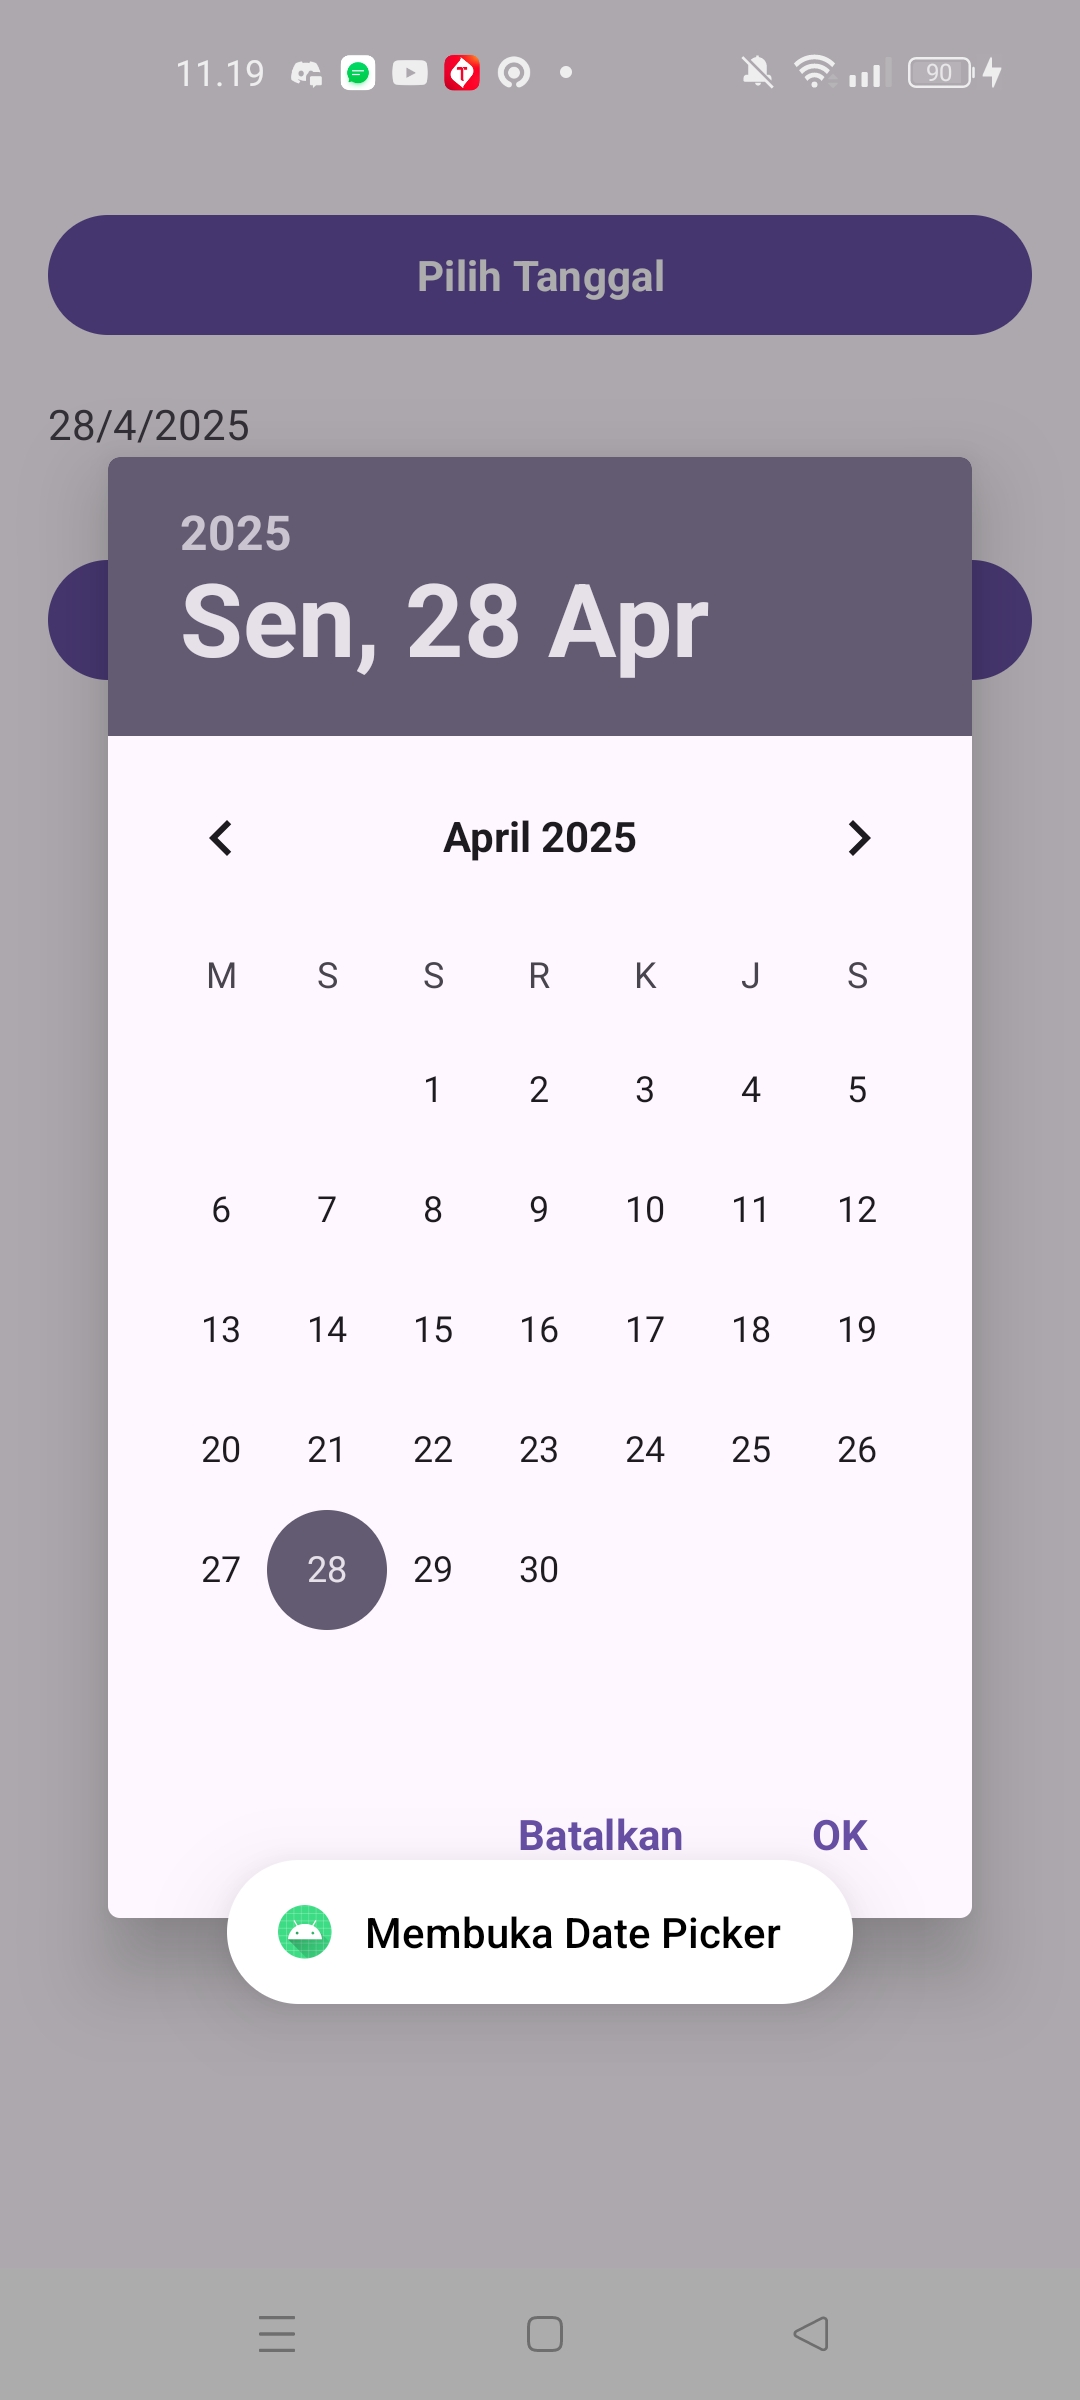 11.19
90
Pilih Tanggal
28/4/2025
2025
Sen, 28 Apr
April 2025
M S S R K J S
1 2 3 4 5
6 7 8 9 10 11 12
13 14 15 16 17 18 19
20 21 22 23 24 25 26
27 28 29 30
Batalkan OK
Membuka Date Picker